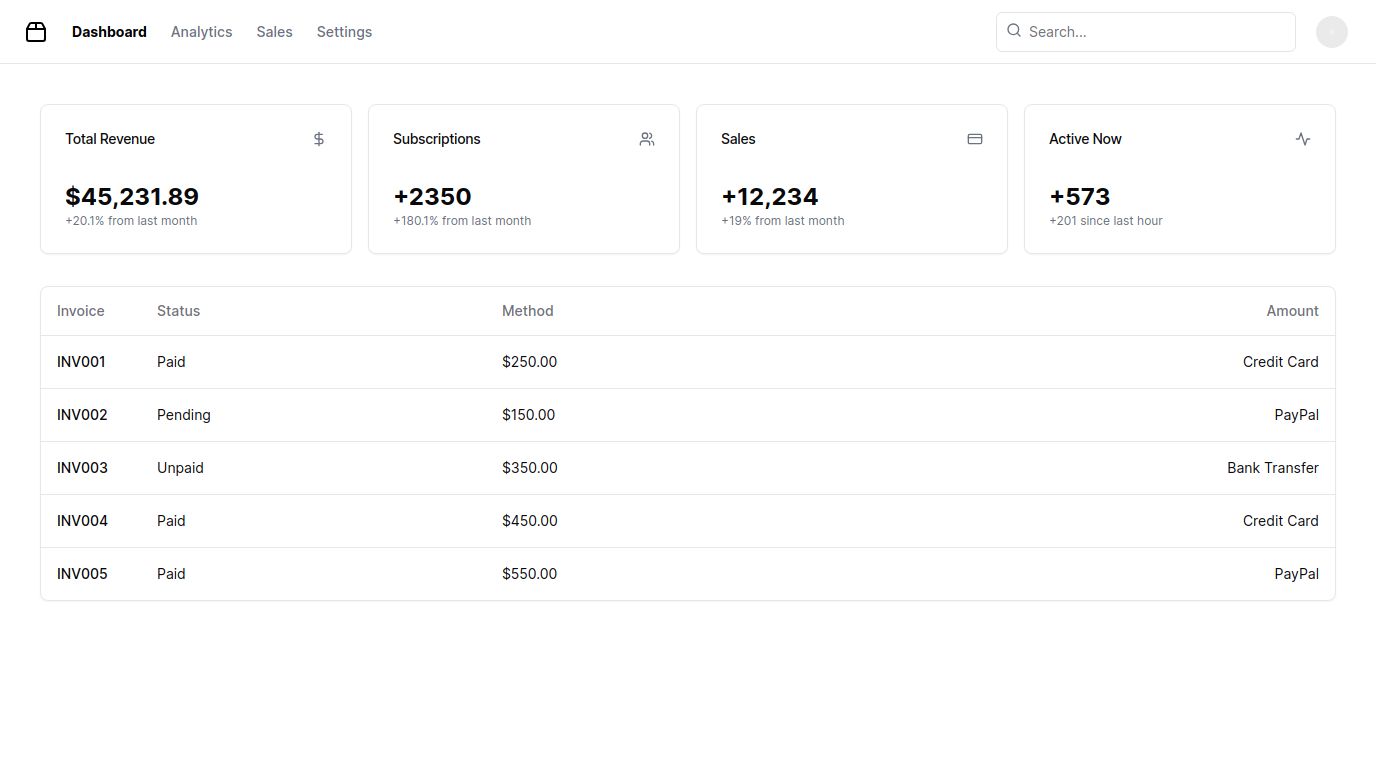 Dashboard Analytics Sales Settings Search...
Total Revenue Subscriptions Sales Active Now
$45,231.89 +2350 +12,234 +573
+20.1% from last month +180.1% from last month +19% from last month +201 since last hour
Invoice Status Method Amount
INV001 Paid $250.00 Credit Card
INV002 Pending $150.00 PayPal
INV003 Unpaid $350.00 Bank Transfer
INV004 Paid $450.00 Credit Card
INV005 Paid $550.00 PayPal